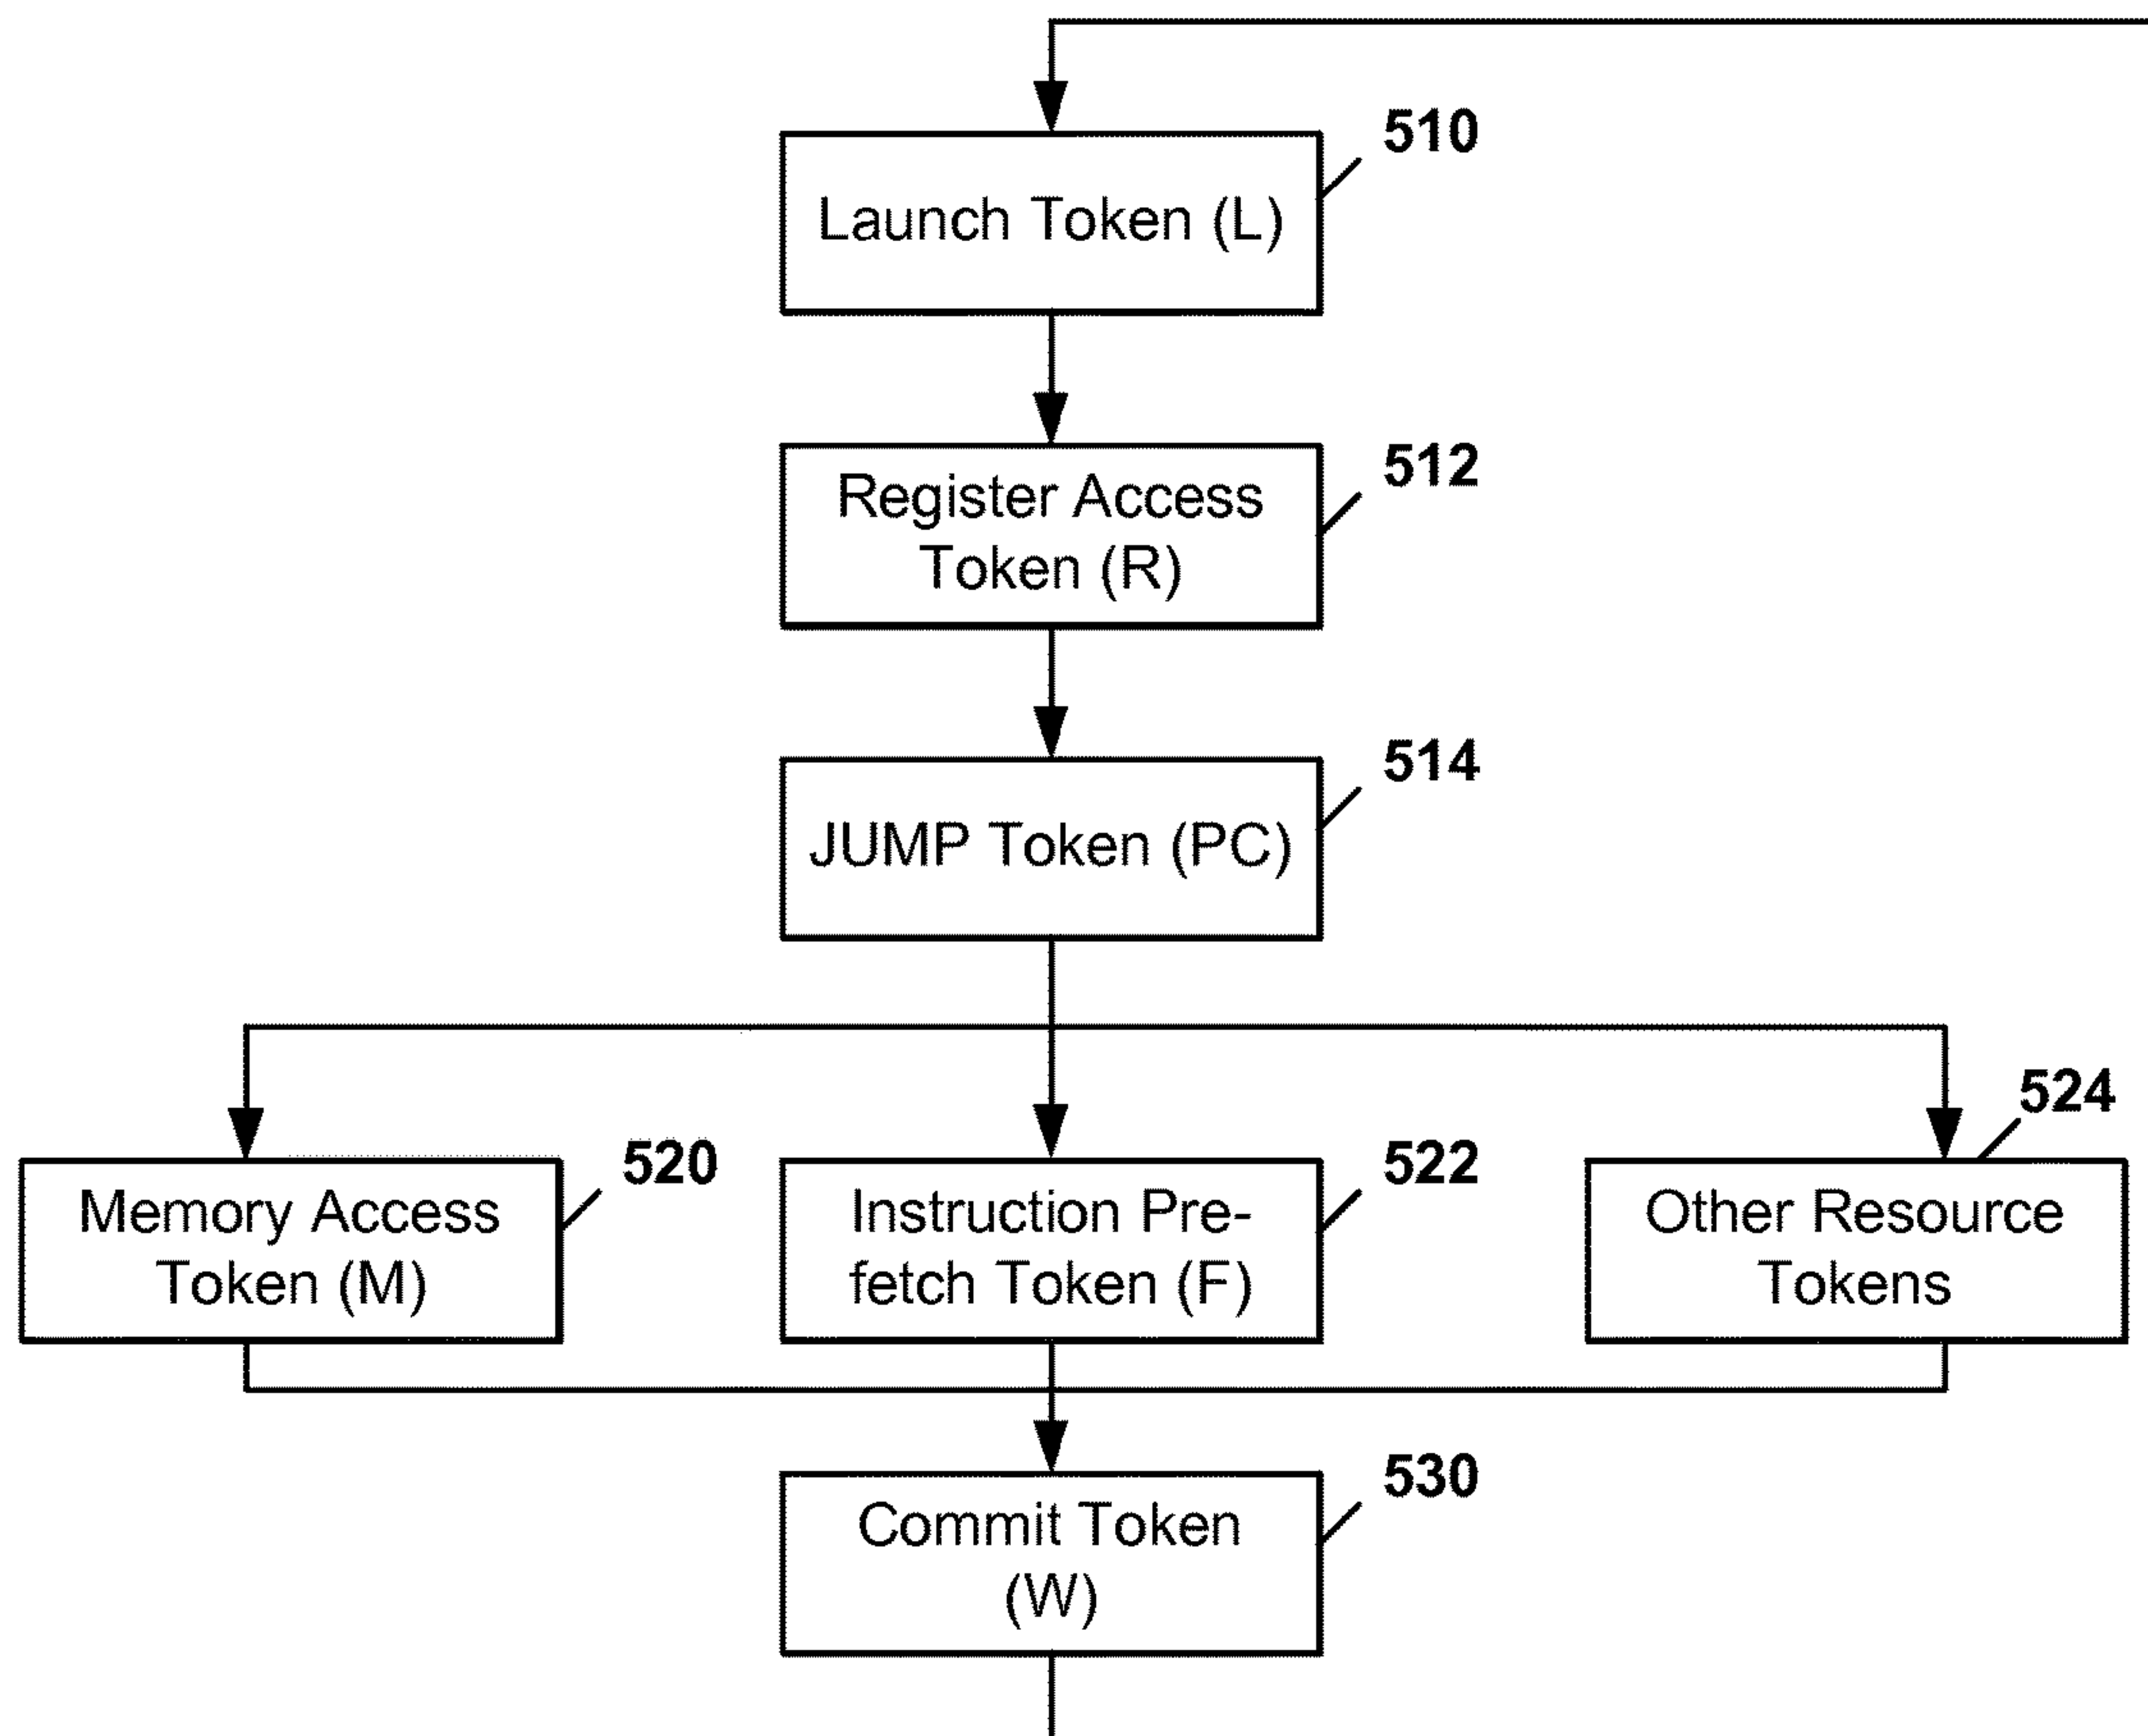 510
Launch Token (L)
512
Register Access
Token (R)
514
JUMP Token (PC)
524
520
522
Memory Access
Token (M)
Instruction Pre-
fetch Token (F)
Other Resource
Tokens
530
Commit Token
(W)